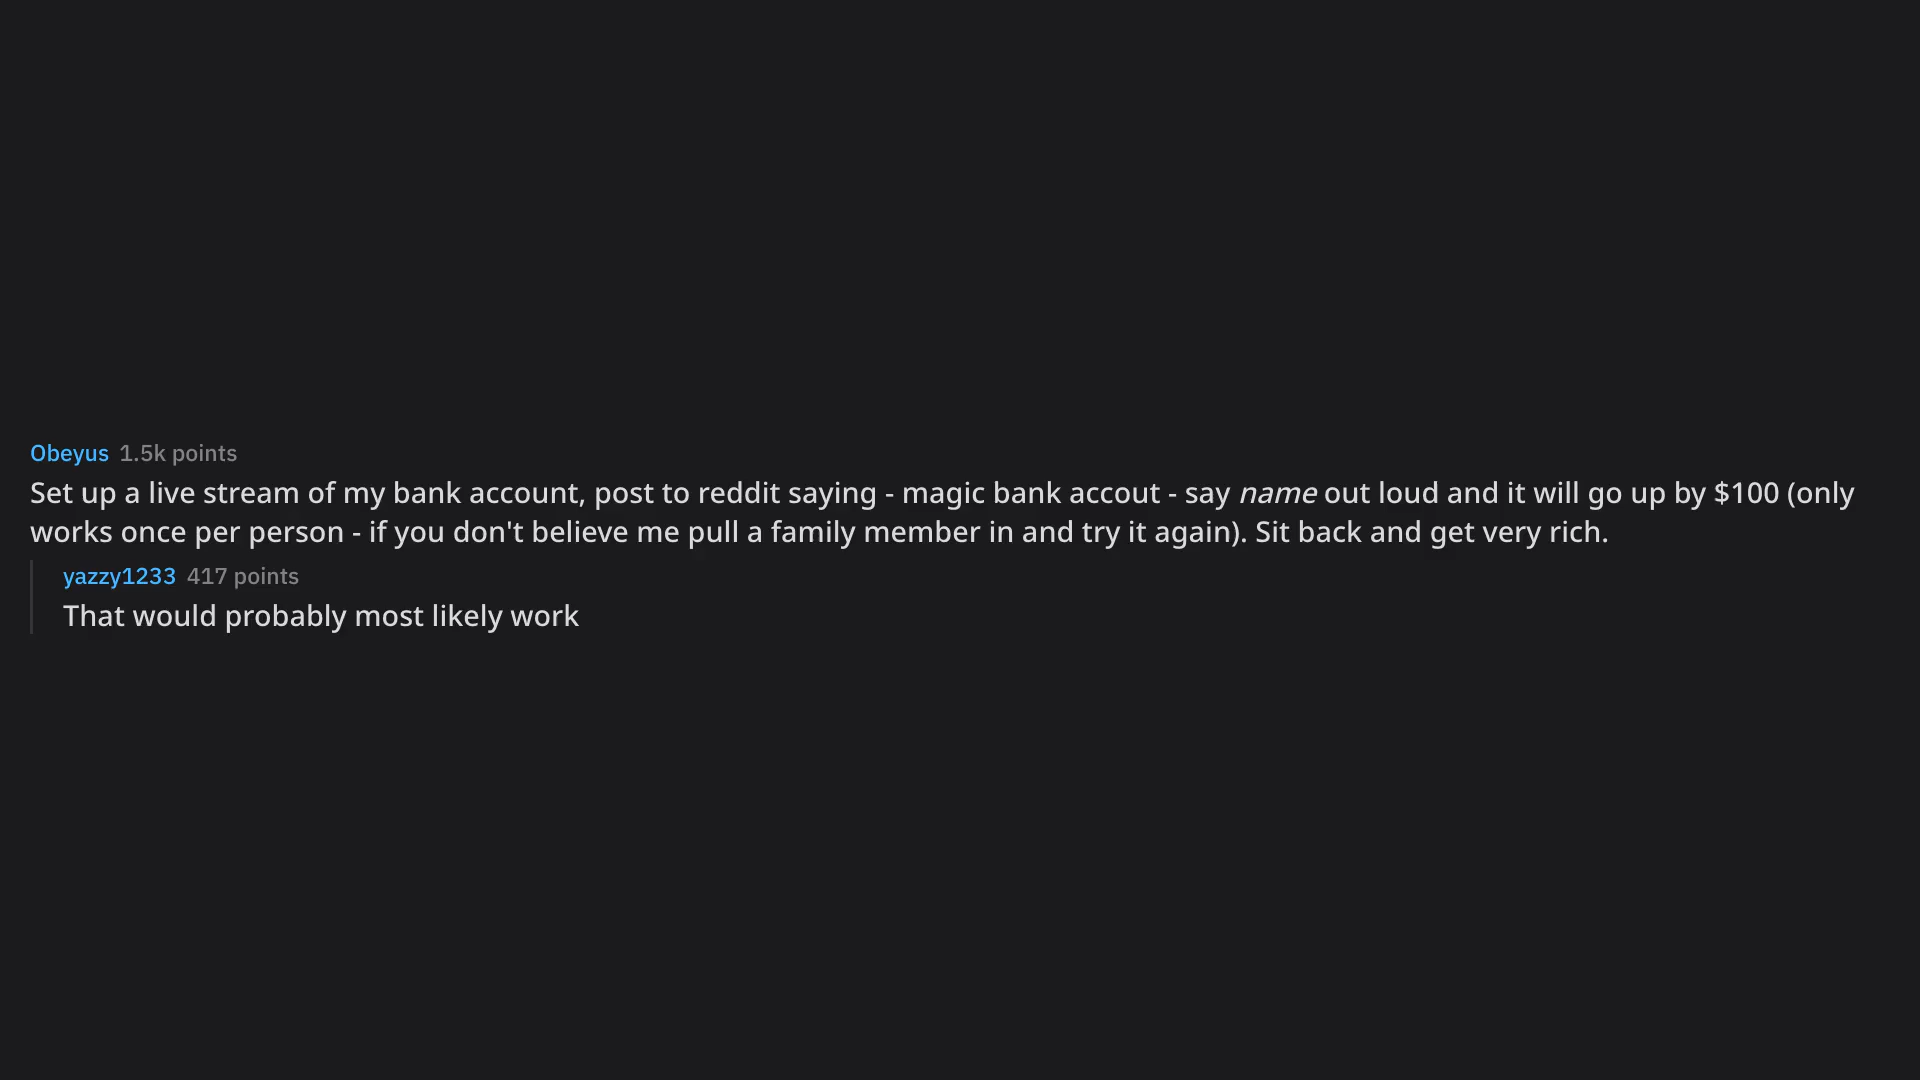 Obeyus 1.5k points
Set up a live stream of my bank account, post to reddit saying - magic bank accout - say name out loud and it will go up by $100 (only
works once per person - if you don't believe me pull a family member in and try it again). Sit back and get very rich.
yazzy1233 417 points
That would probably most likely work